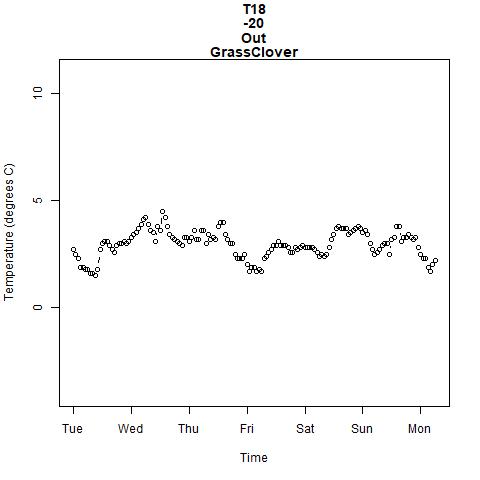 T18
-20
Out
GrassClover
10
5
0
Temperature (degrees C)
Tue Wed Thu Fri Sat Sun Mon
Time